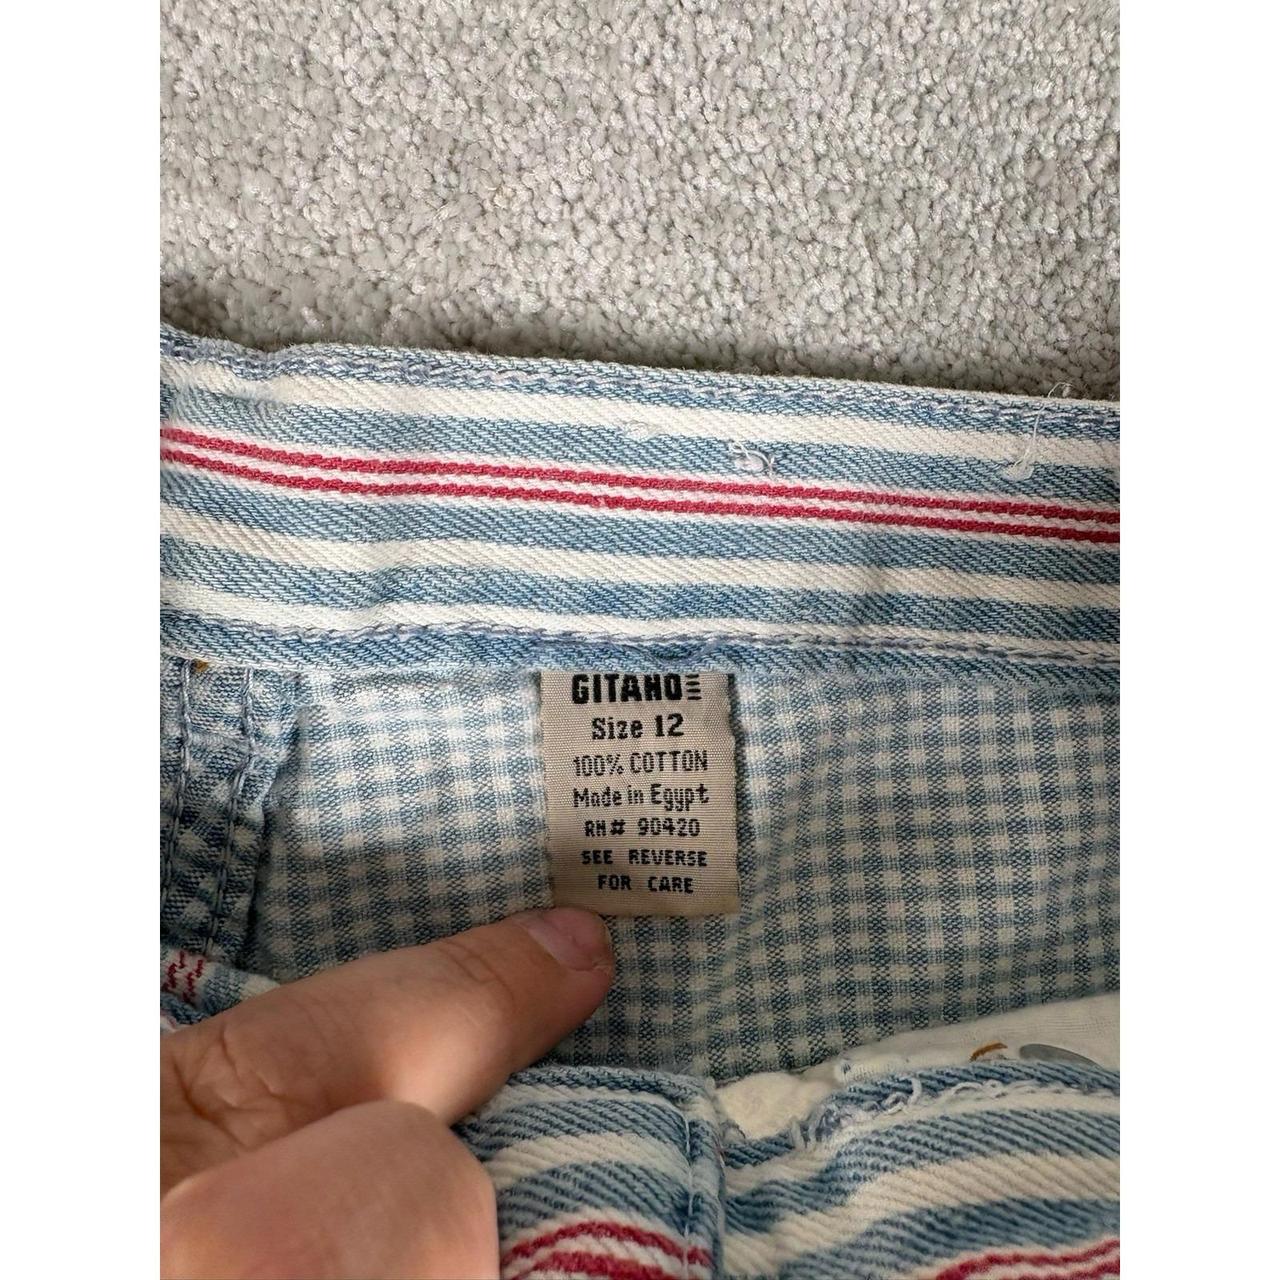 GITANO
Size 12
100% COTTON
Made in Egypt
RN# 90420
SEE REVERSE
FOR CARE